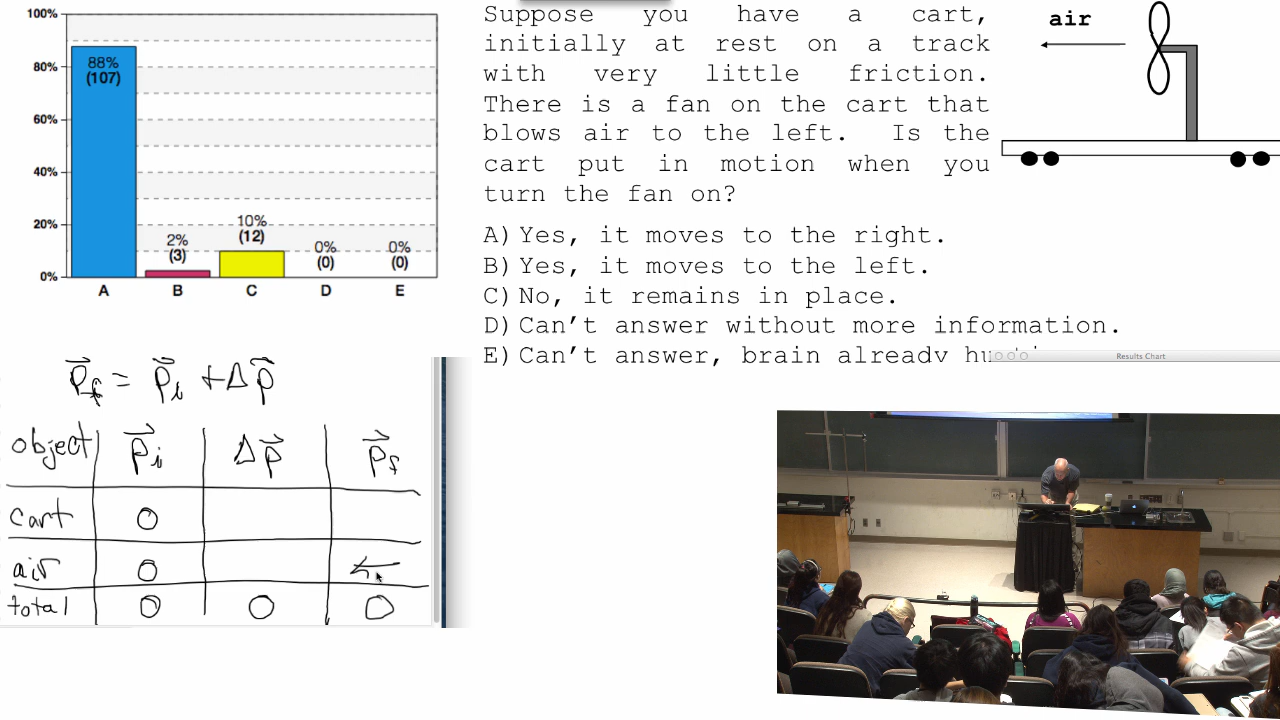 100%
80%
60%
40%
20%
0%
88%
(107)
2%
(3)
10%
(12)
0%
(0)
0%
(0)
A B C D E
Suppose you have a cart,
initially at rest on a track
with very little friction.
There is a fan on the cart that
blows air to the left. Is the
cart put in motion when you
turn the fan on?
A) Yes, it moves to the right.
B) Yes, it moves to the left.
C) No, it remains in place.
D) Can't answer without more information.
E) Can't answer, brain already
air
Results Chart
p⃗f = p⃗i + Δp⃗
object p⃗i Δp⃗ p⃗f
cart 0
air 0 ←
total 0 0 0